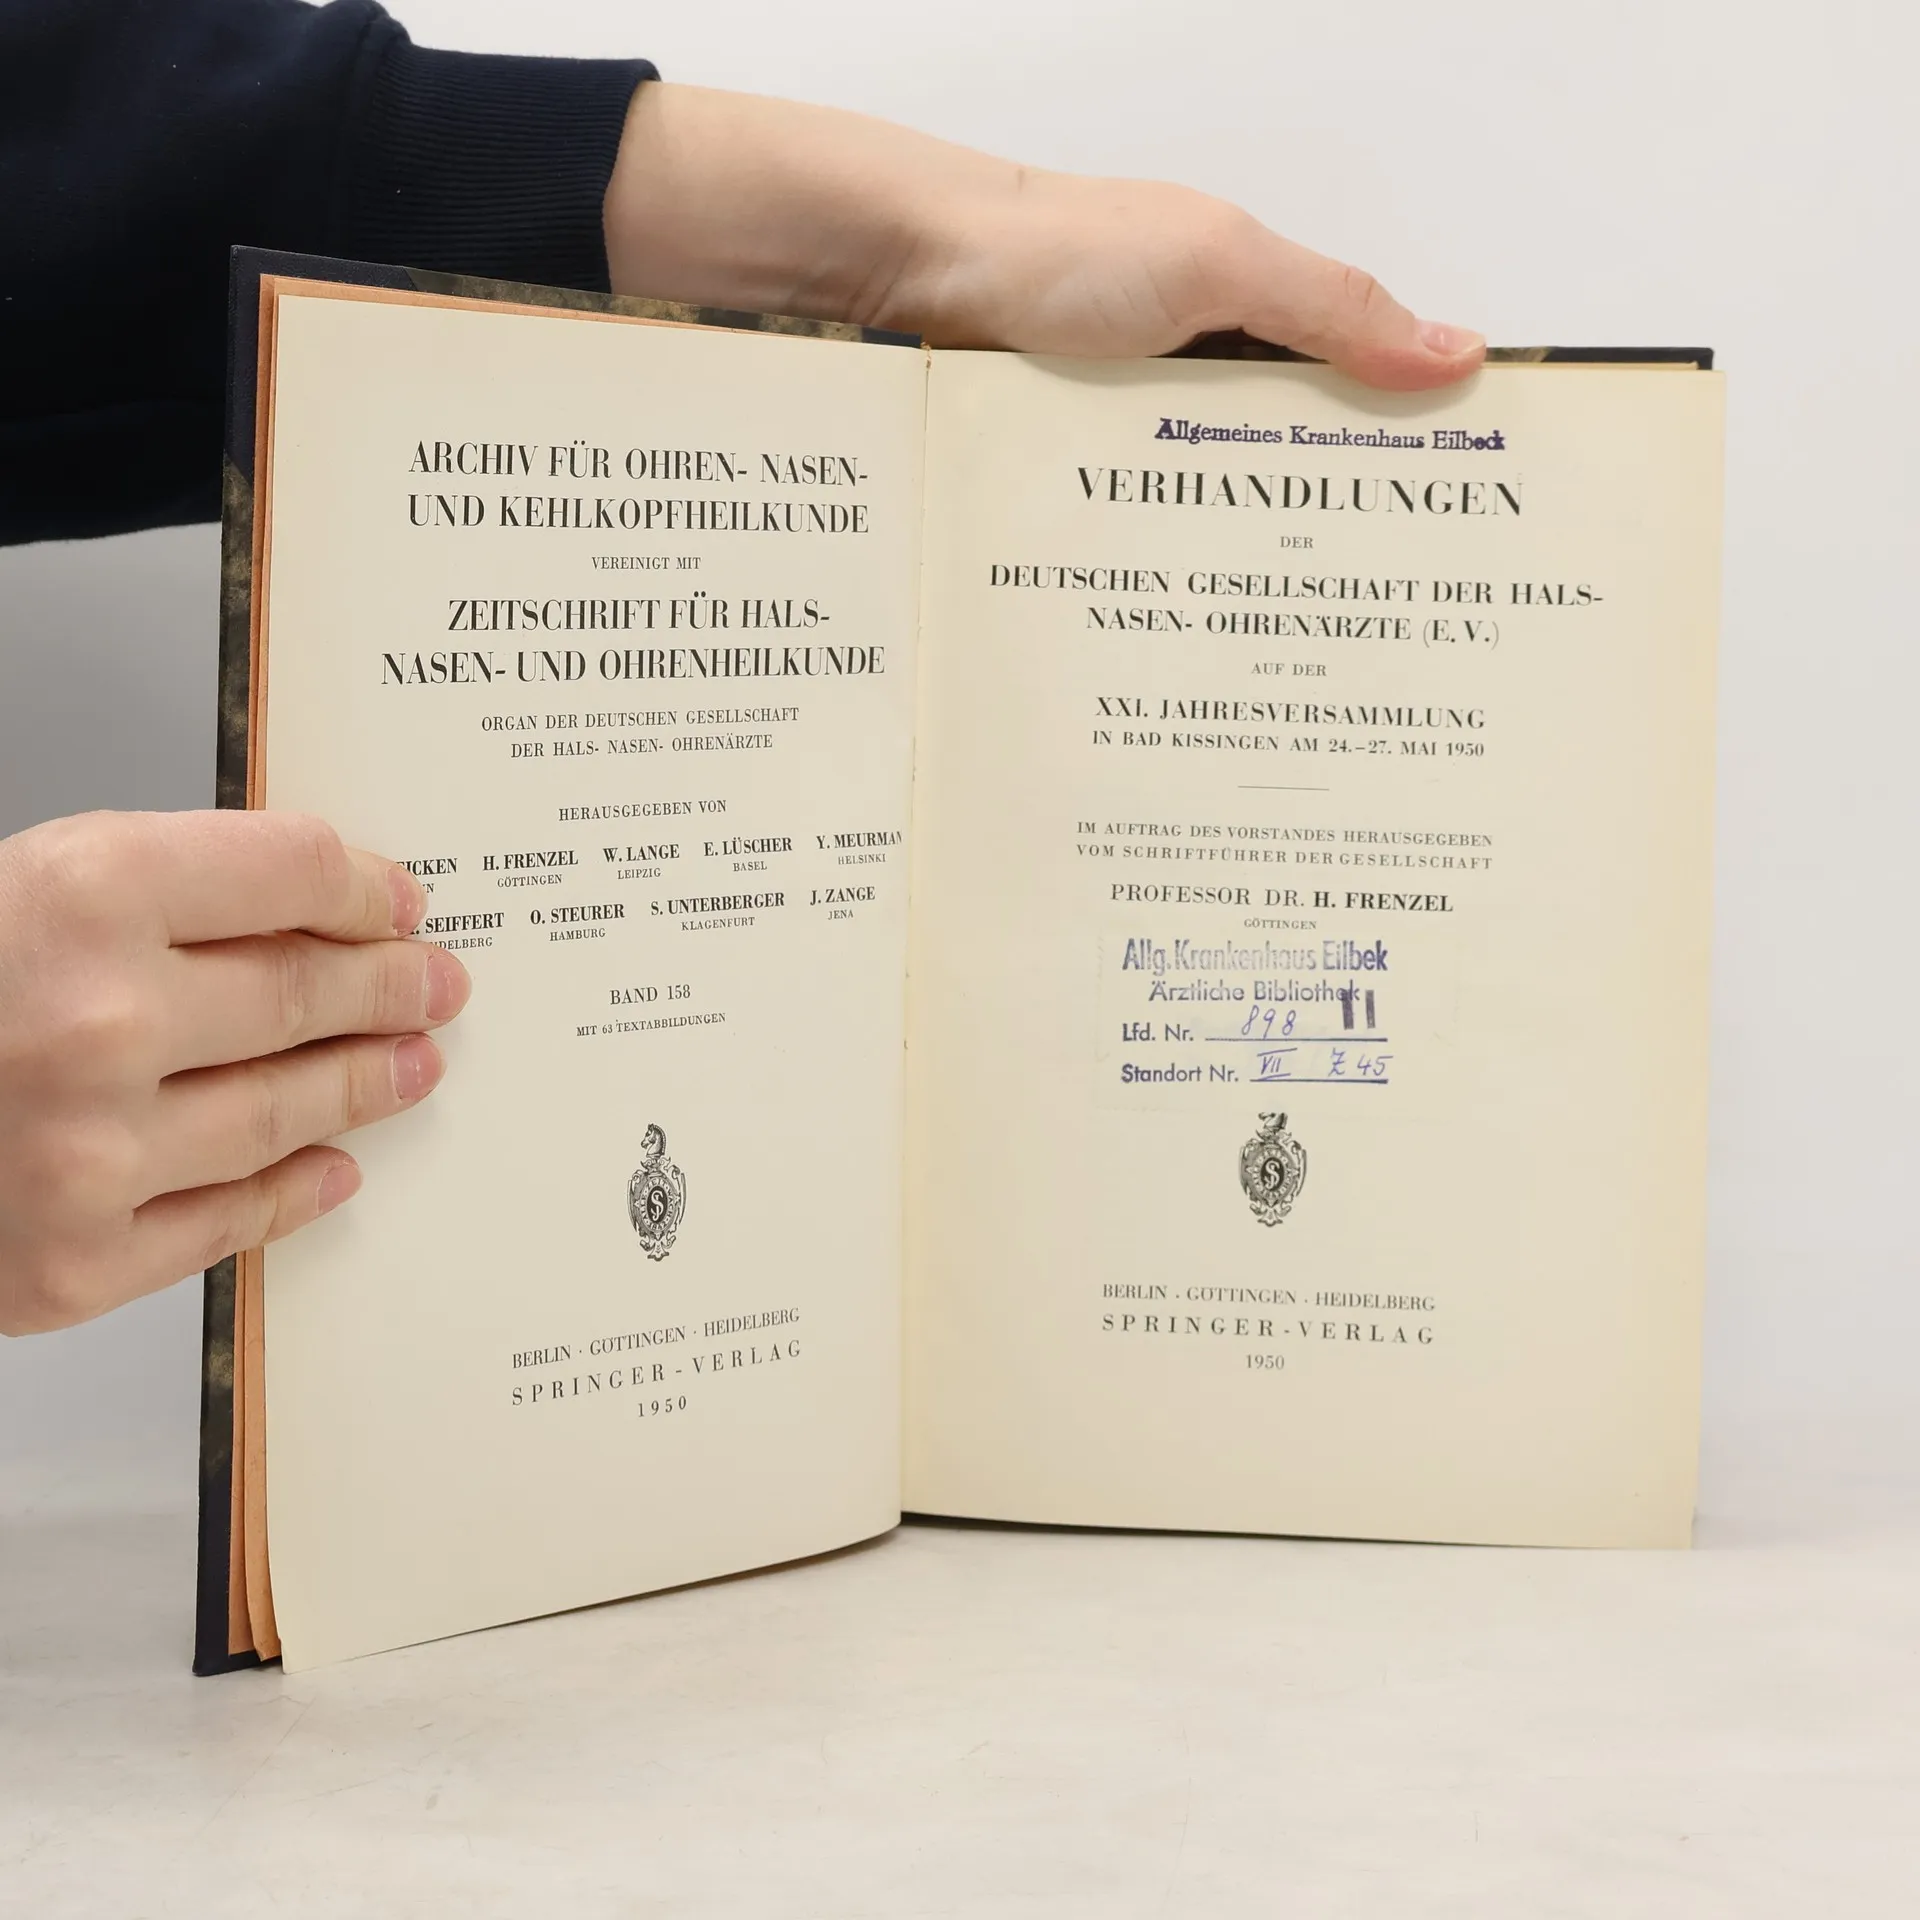 ARCHIV FÜR OHREN- NASEN-
UND KEHLKOPFHEILKUNDE
VEREINIGT MIT
ZEITSCHRIFT FÜR HALS-
NASEN- UND OHRENHEILKUNDE
ORGAN DER DEUTSCHEN GESELLSCHAFT
DER HALS- NASEN- OHRENÄRZTE
HERAUSGEGEBEN VON
H. FRENZEL W. LANGE E. LÜSCHER Y. MEURMAN
GÖTTINGEN LEIPZIG BASEL HELSINKI
SEIFFERT O. STEURER S. UNTERBERGER J. ZANGE
HAMBURG KLAGENFURT JENA
BAND 158
MIT 63 TEXTABBILDUNGEN
BERLIN · GÖTTINGEN · HEIDELBERG
SPRINGER-VERLAG
1950
Allgemeines Krankenhaus Eilbeck
VERHANDLUNGEN
DER
DEUTSCHEN GESELLSCHAFT DER HALS-
NASEN- OHRENÄRZTE (E. V.)
AUF DER
XXI. JAHRESVERSAMMLUNG
IN BAD KISSINGEN AM 24.–27. MAI 1950
IM AUFTRAG DES VORSTANDES HERAUSGEGEBEN
VOM SCHRIFTFÜHRER DER GESELLSCHAFT
PROFESSOR DR. H. FRENZEL
GÖTTINGEN
Allg. Krankenhaus Eilbek
Ärztliche Bibliothek II
Lfd. Nr. 898
Standort Nr. VII Z 45
BERLIN · GÖTTINGEN · HEIDELBERG
SPRINGER-VERLAG
1950